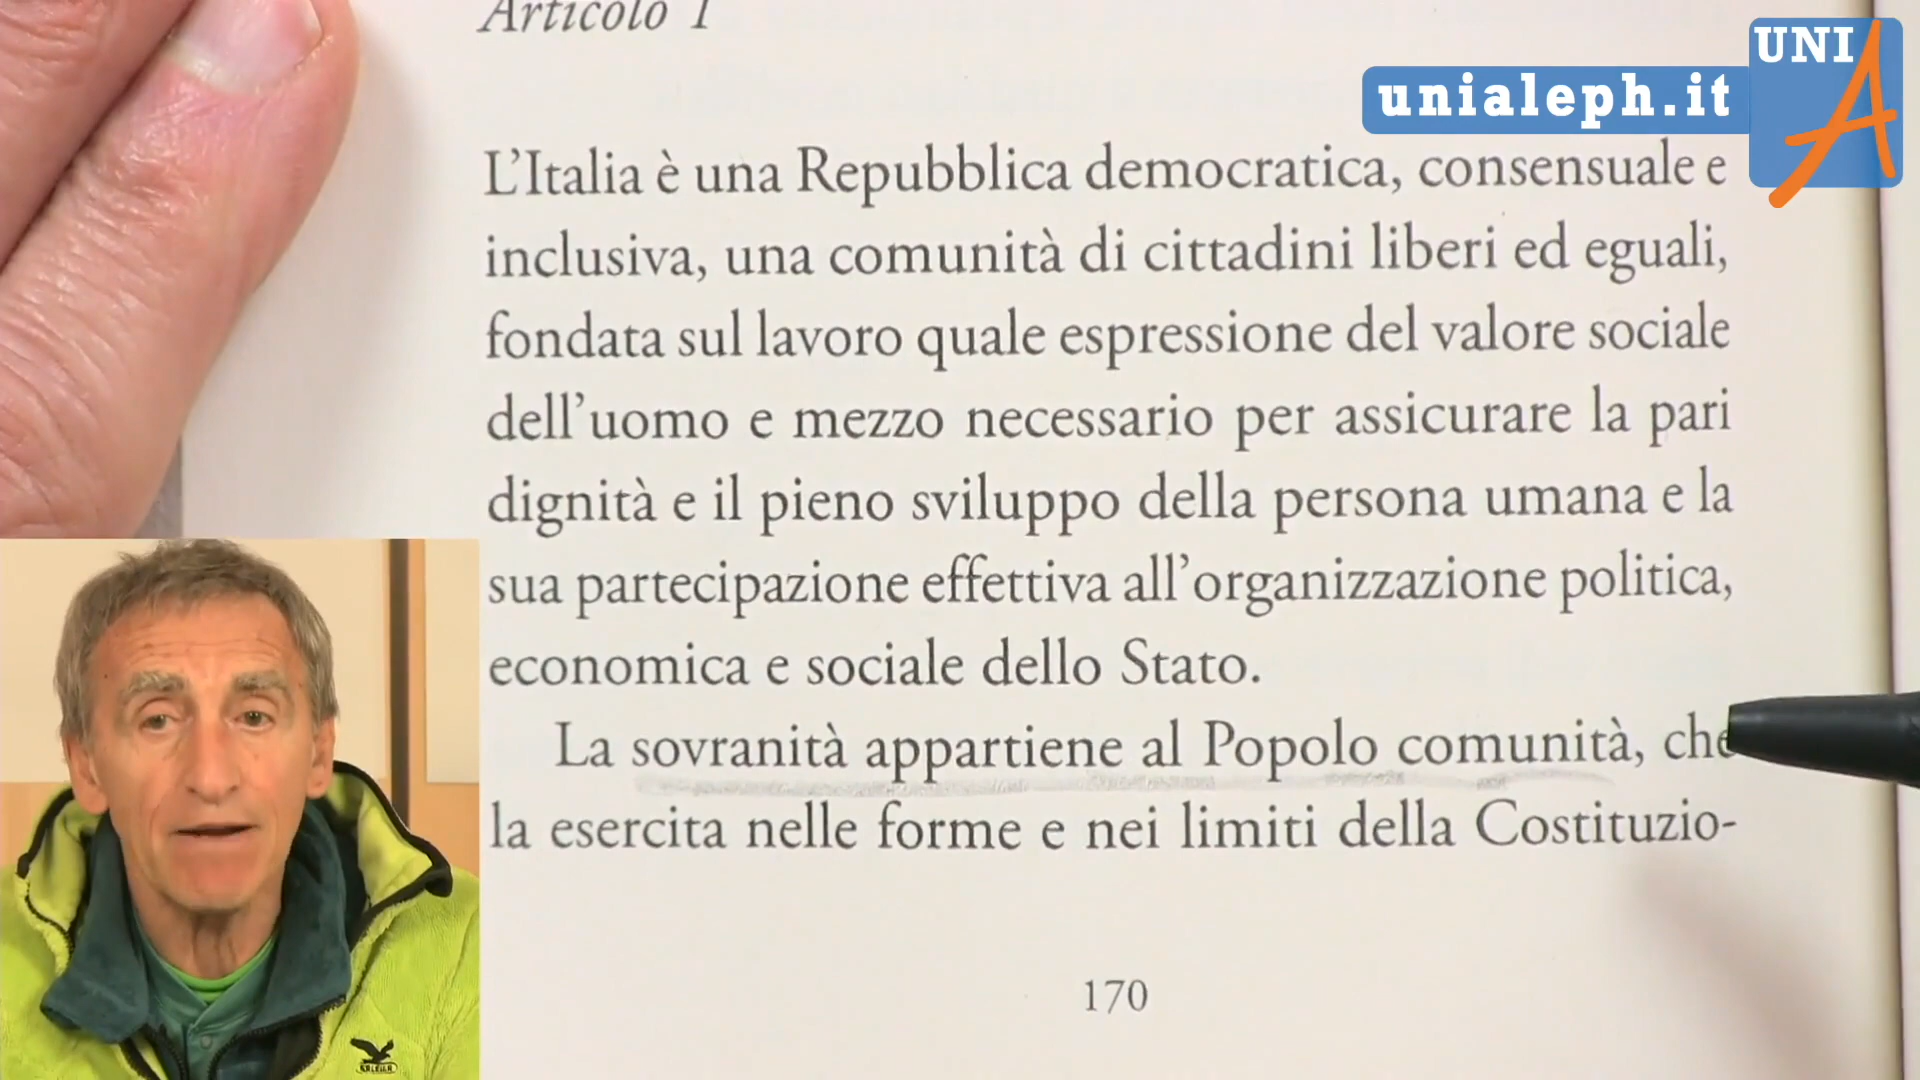 Articolo 1
UNI
unialeph.it
A
L’Italia è una Repubblica democratica, consensuale e
inclusiva, una comunità di cittadini liberi ed eguali,
fondata sul lavoro quale espressione del valore sociale
dell’uomo e mezzo necessario per assicurare la pari
dignità e il pieno sviluppo della persona umana e la
sua partecipazione effettiva all’organizzazione politica,
economica e sociale dello Stato.
La sovranità appartiene al Popolo comunità, che
la esercita nelle forme e nei limiti della Costituzio-
170
SALEWA